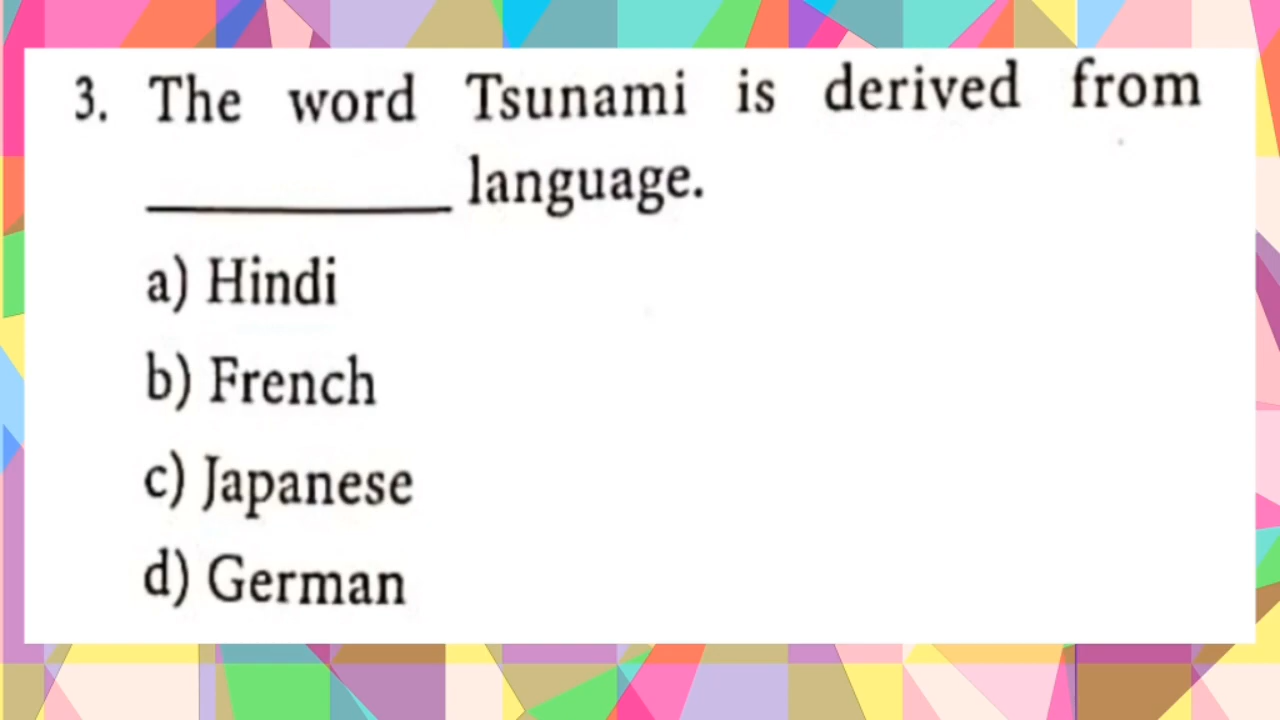 3. The word Tsunami is derived from
__________ language.
a) Hindi
b) French
c) Japanese
d) German